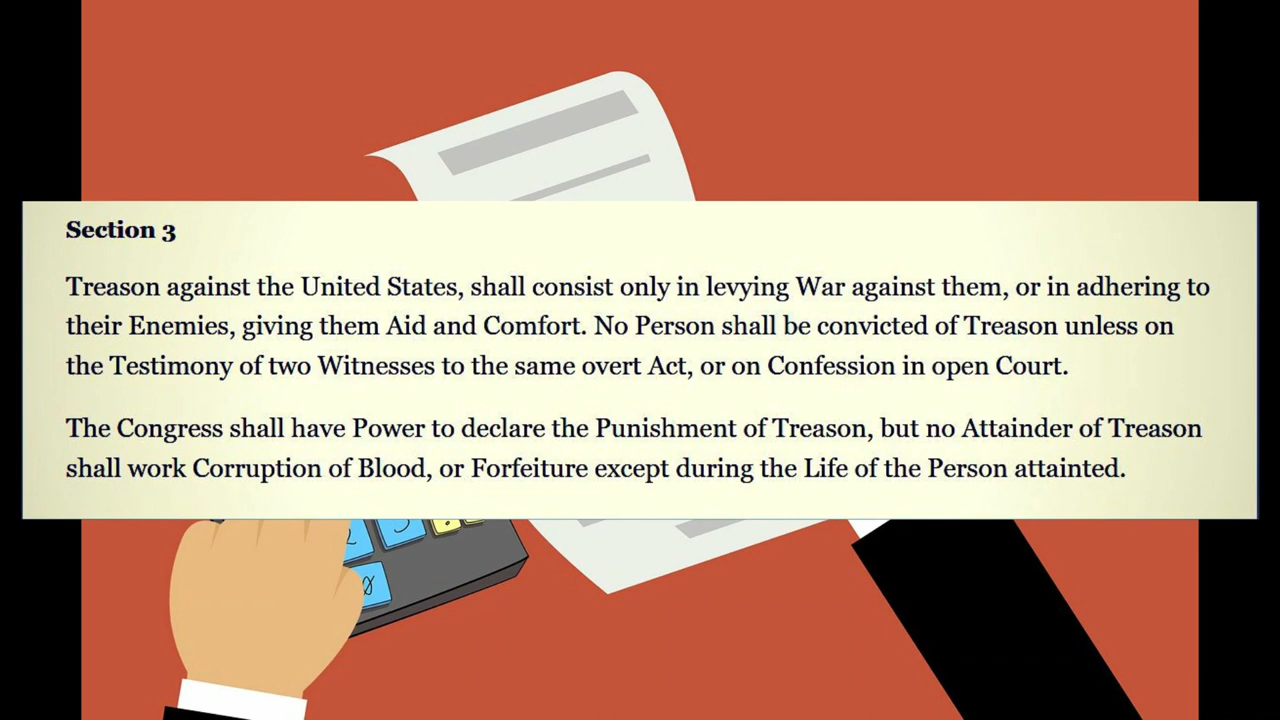 Section 3
Treason against the United States, shall consist only in levying War against them, or in adhering to
their Enemies, giving them Aid and Comfort. No Person shall be convicted of Treason unless on
the Testimony of two Witnesses to the same overt Act, or on Confession in open Court.
The Congress shall have Power to declare the Punishment of Treason, but no Attainder of Treason
shall work Corruption of Blood, or Forfeiture except during the Life of the Person attainted.
0